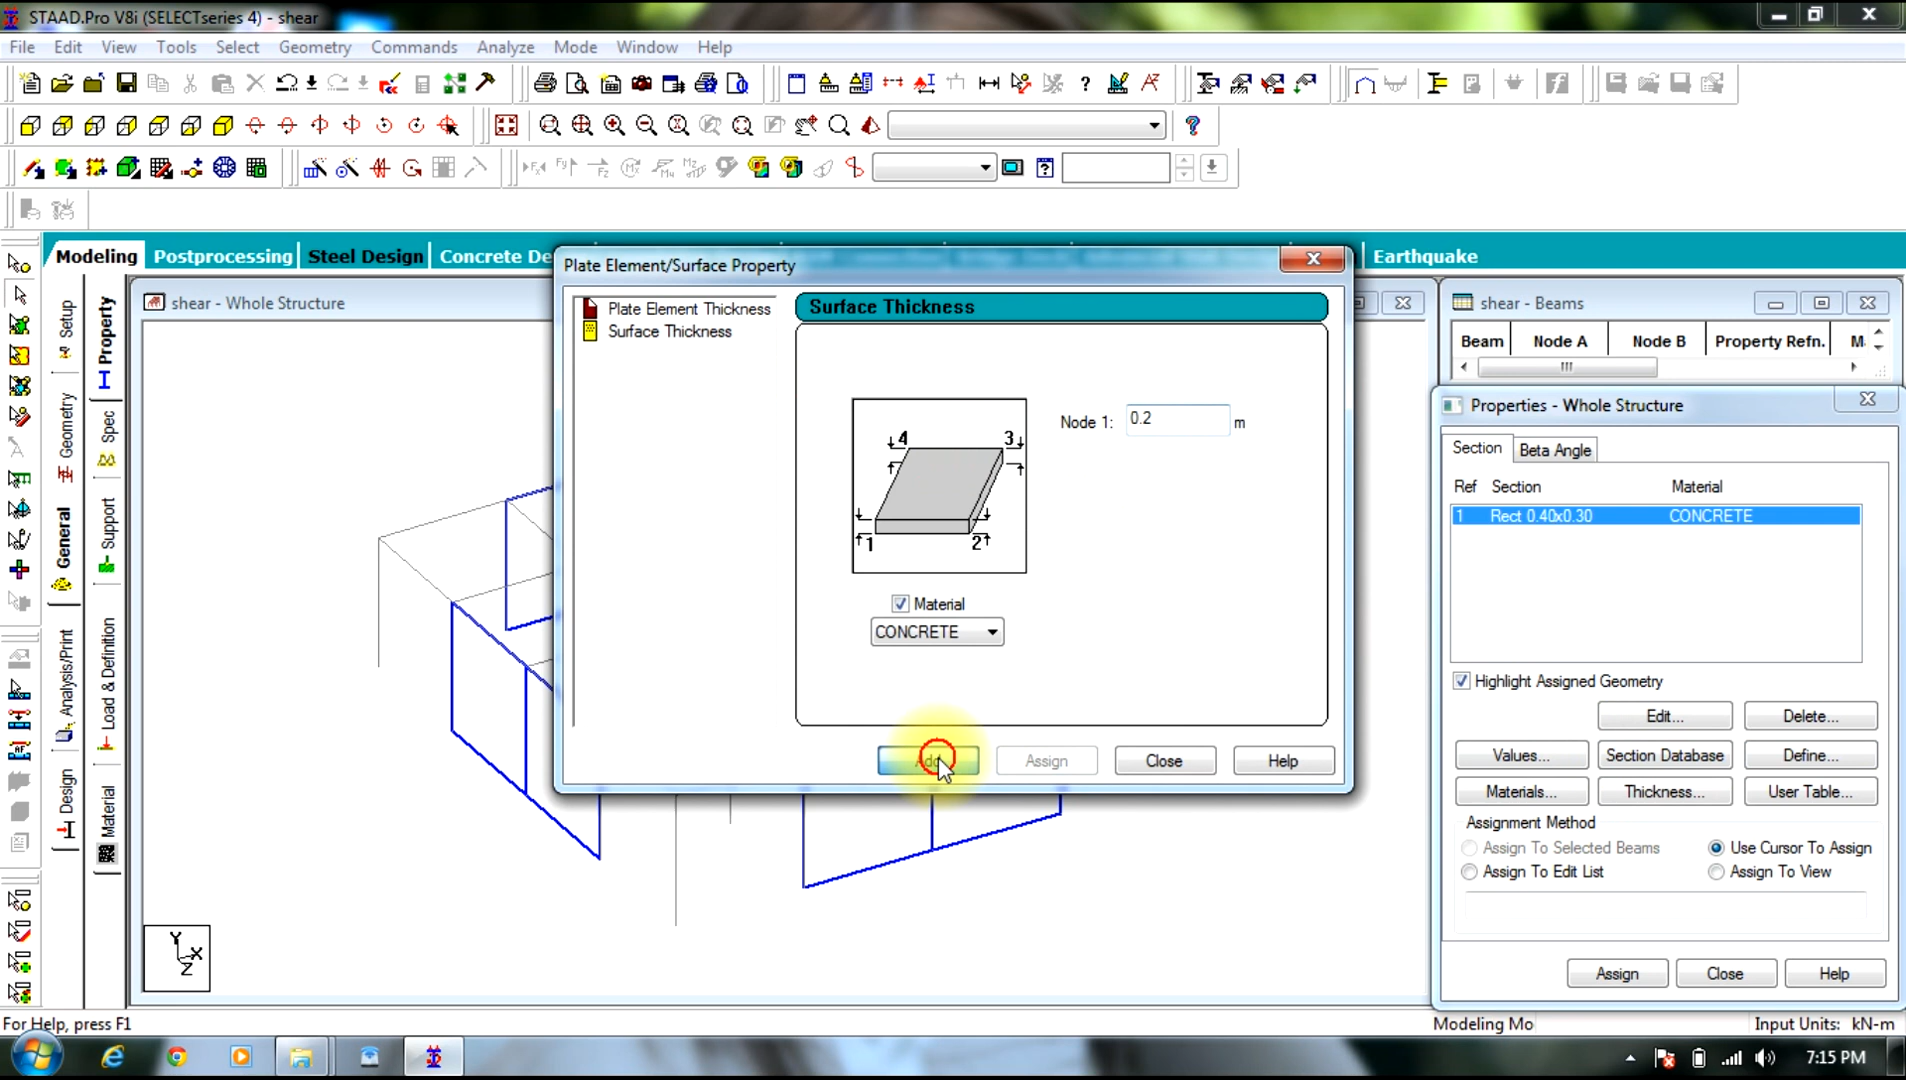 STAAD.Pro V8i (SELECTseries 4) - shear
File Edit View Tools Select Geometry Commands Analyze Mode Window Help
Modeling Postprocessing Steel Design Concrete De Earthquake
shear - Whole Structure
Setup
Geometry
General
Analysis/Print
Design
Property
Spec
Support
Load & Definition
Material
Plate Element/Surface Property
Plate Element Thickness
Surface Thickness
Surface Thickness
4 3
1 2
Node 1: 0.2 m
Material
CONCRETE
Add Assign Close Help
Y
X
Z
shear - Beams
Beam Node A Node B Property Refn. M
Properties - Whole Structure
Section Beta Angle
Ref Section Material
1 Rect 0.40x0.30 CONCRETE
Highlight Assigned Geometry
Edit... Delete...
Values... Section Database Define...
Materials... Thickness... User Table...
Assignment Method
Assign To Selected Beams Use Cursor To Assign
Assign To Edit List Assign To View
Assign Close Help
For Help, press F1 Modeling Mo Input Units: kN-m
7:15 PM